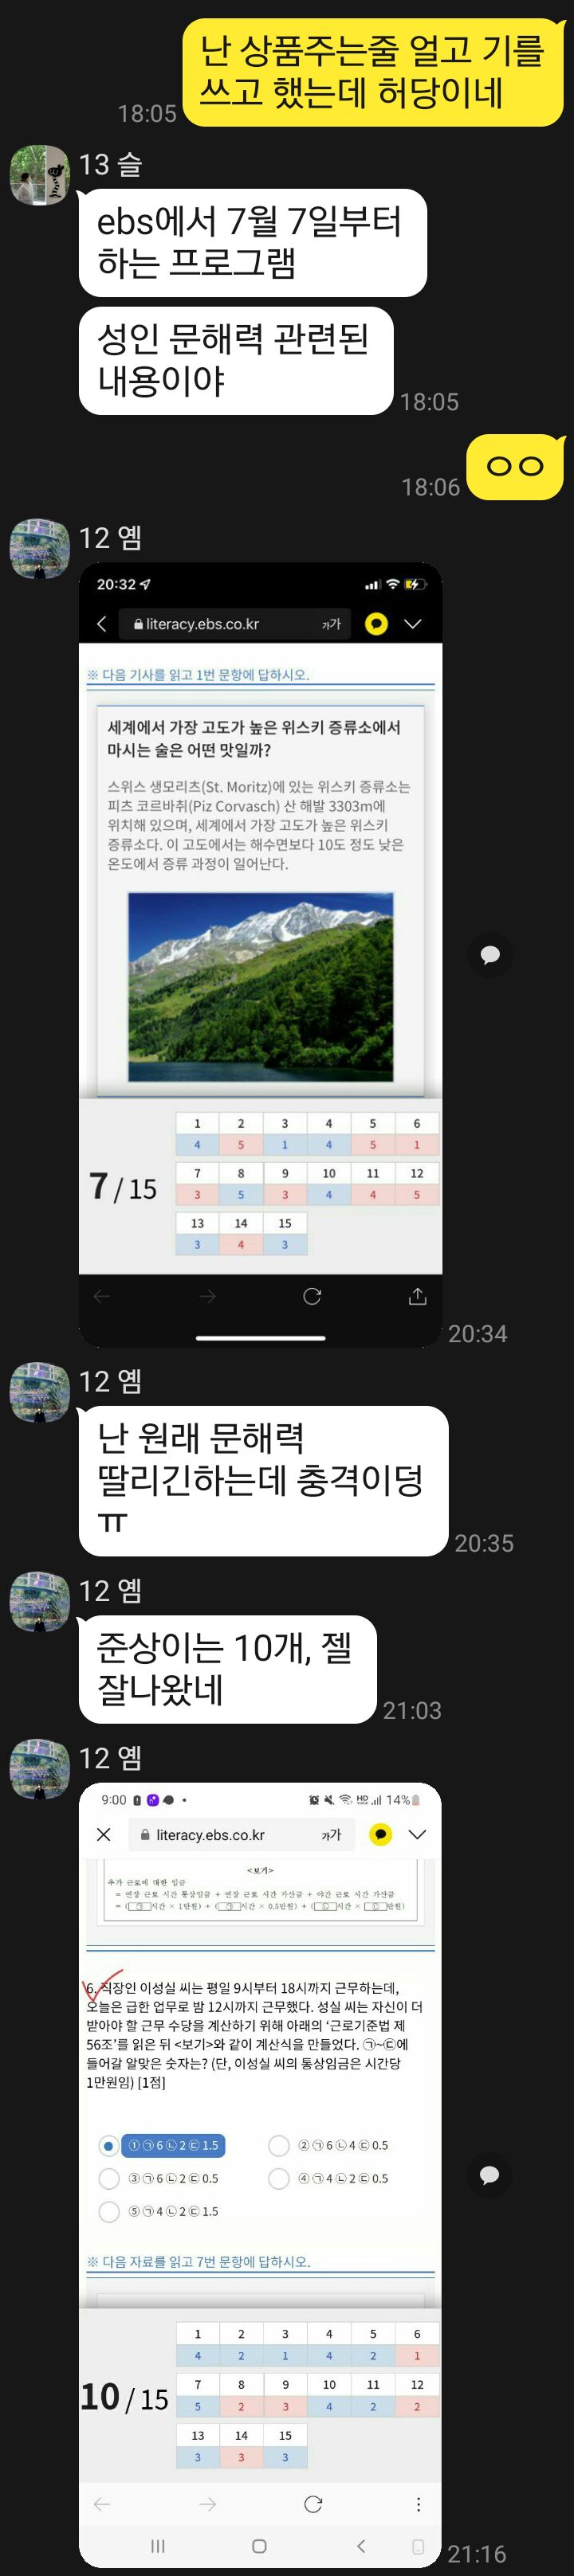 난 상품주는줄 얼고 기를
쓰고 했는데 허당이네
18:05
13 슬
ebs에서 7월 7일부터
하는 프로그램
성인 문해력 관련된
내용이야
18:05
ㅇㅇ
18:06
12 옘
20:32
literacy.ebs.co.kr
가가
※ 다음 기사를 읽고 1번 문항에 답하시오.
세계에서 가장 고도가 높은 위스키 증류소에서
마시는 술은 어떤 맛일까?
스위스 생모리츠(St. Moritz)에 있는 위스키 증류소는
피츠 코르바취(Piz Corvasch) 산 해발 3303m에
위치해 있으며, 세계에서 가장 고도가 높은 위스키
증류소다. 이 고도에서는 해수면보다 10도 정도 낮은
온도에서 증류 과정이 일어난다.
1 2 3 4 5 6
4 5 1 4 5 1
7 / 15
7 8 9 10 11 12
3 5 3 4 4 5
13 14 15
3 4 3
20:34
12 옘
난 원래 문해력
딸리긴하는데 충격이덩
ㅠ
20:35
12 옘
준상이는 10개, 젤
잘나왔네
21:03
12 옘
9:00
HD
14%
literacy.ebs.co.kr
가가
<보기>
추가 근로에 대한 임금
= 연장 근로 시간 통상임금 + 연장 근로 시간 가산금 + 야간 근로 시간 가산금
= (㉠시간 × 1만원) + (㉠시간 × 0.5만원) + (㉡시간 × ㉢만원)
6. 직장인 이성실 씨는 평일 9시부터 18시까지 근무하는데,
오늘은 급한 업무로 밤 12시까지 근무했다. 성실 씨는 자신이 더
받아야 할 근무 수당을 계산하기 위해 아래의 ‘근로기준법 제
56조’를 읽은 뒤 <보기>와 같이 계산식을 만들었다. ㉠~㉢에
들어갈 알맞은 숫자는? (단, 이성실 씨의 통상임금은 시간당
1만원임) [1점]
① ㉠ 6 ㉡ 2 ㉢ 1.5
② ㉠ 6 ㉡ 4 ㉢ 0.5
③ ㉠ 6 ㉡ 2 ㉢ 0.5
④ ㉠ 4 ㉡ 2 ㉢ 0.5
⑤ ㉠ 4 ㉡ 2 ㉢ 1.5
※ 다음 자료를 읽고 7번 문항에 답하시오.
1 2 3 4 5 6
4 2 1 4 2 1
10 / 15
7 8 9 10 11 12
5 2 3 4 2 2
13 14 15
3 3 3
21:16